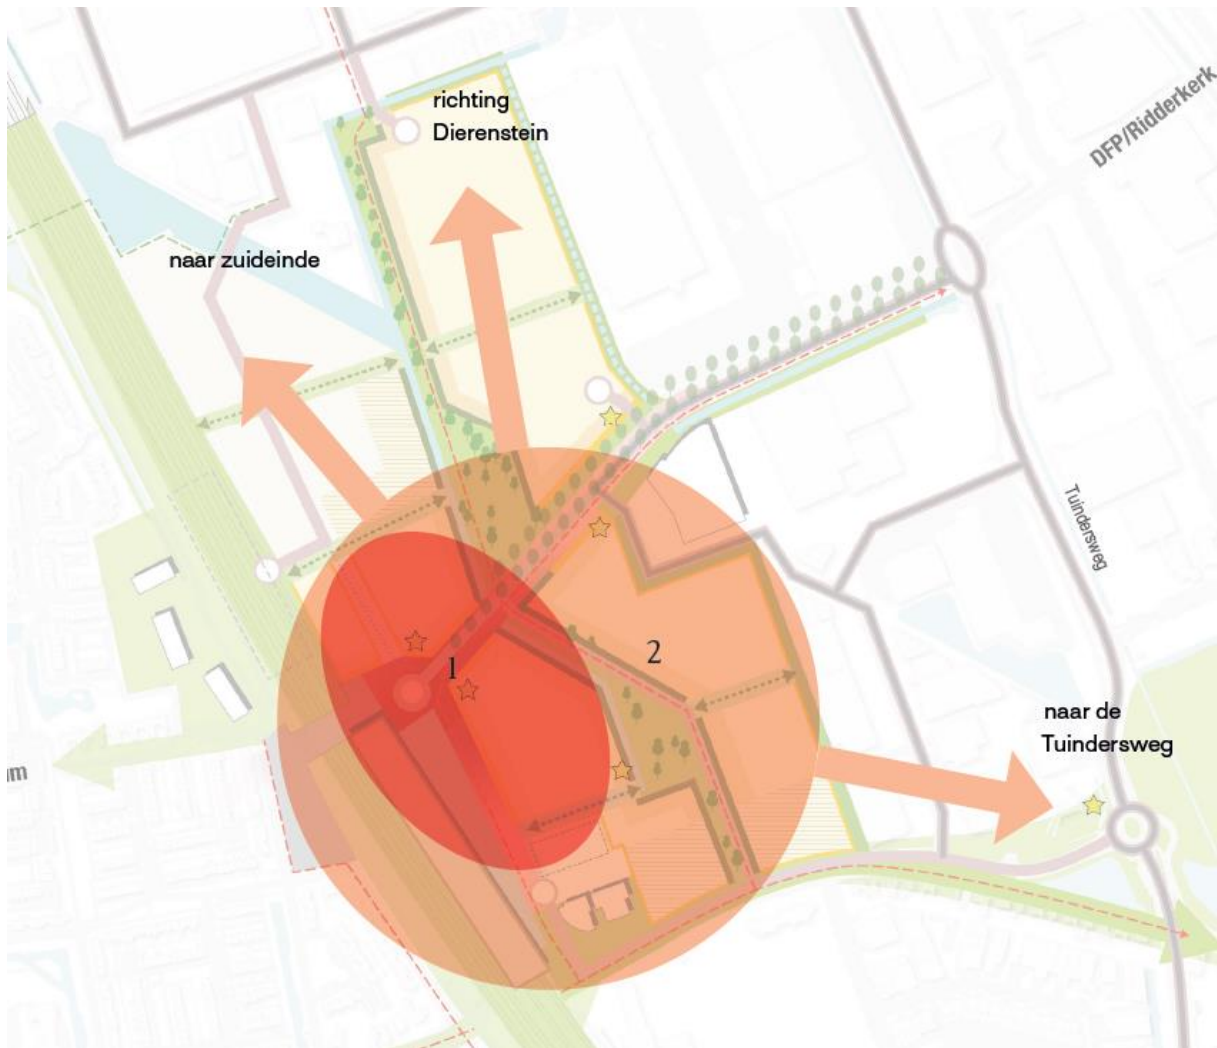 richting
Dierenstein
DFP/Ridderkerk
naar zuideinde
Tuindersweg
1
2
naar de
Tuindersweg